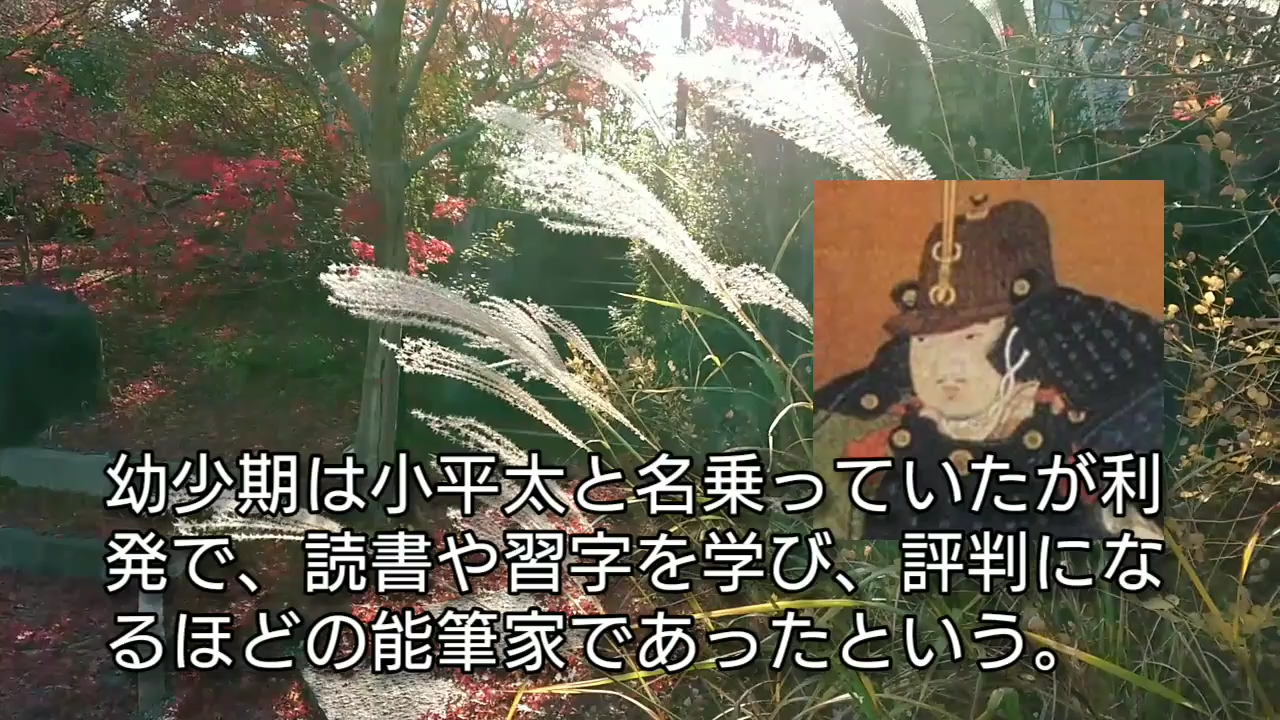 幼少期は小平太と名乗っていたが利
発で、読書や習字を学び、評判にな
るほどの能筆家であったという。